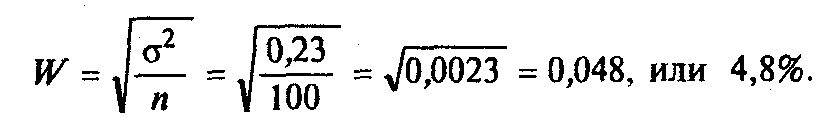 W = √(σ²/n) = √(0,23/100) = √0,0023 = 0,048, или 4,8%.